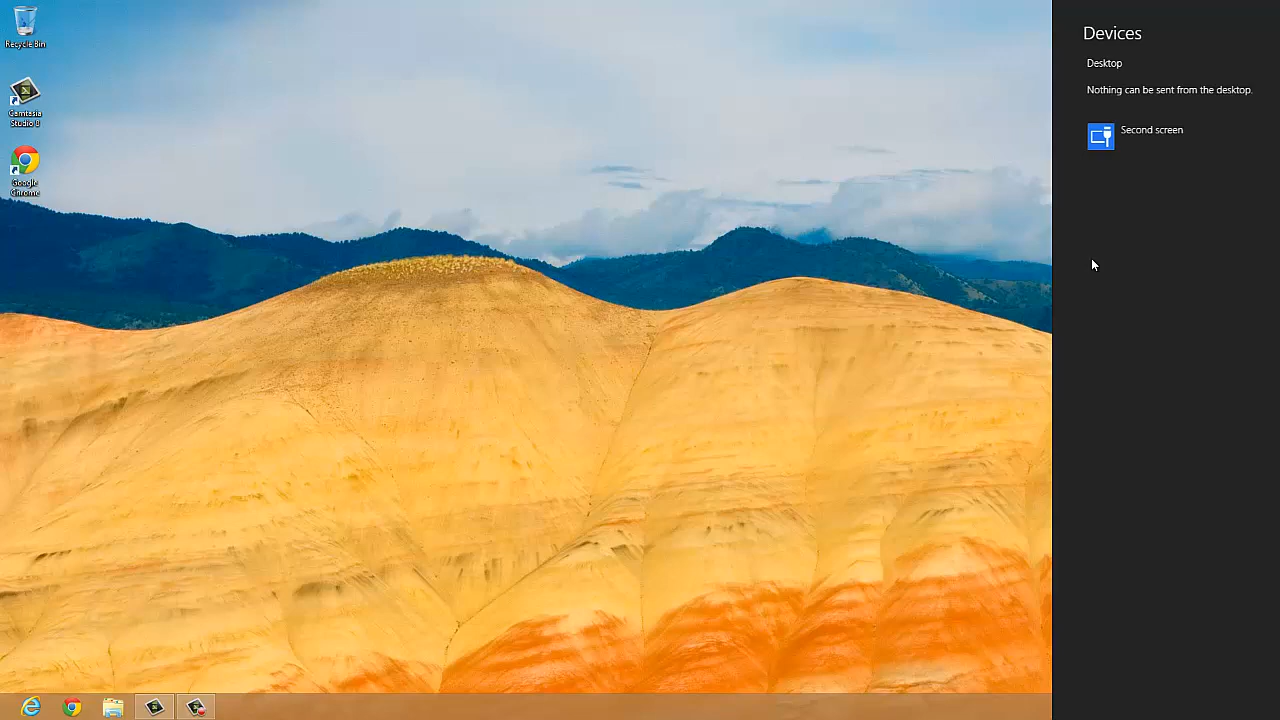 Recycle Bin
Camtasia
Studio 8
Google
Chrome
Devices
Desktop
Nothing can be sent from the desktop.
Second screen